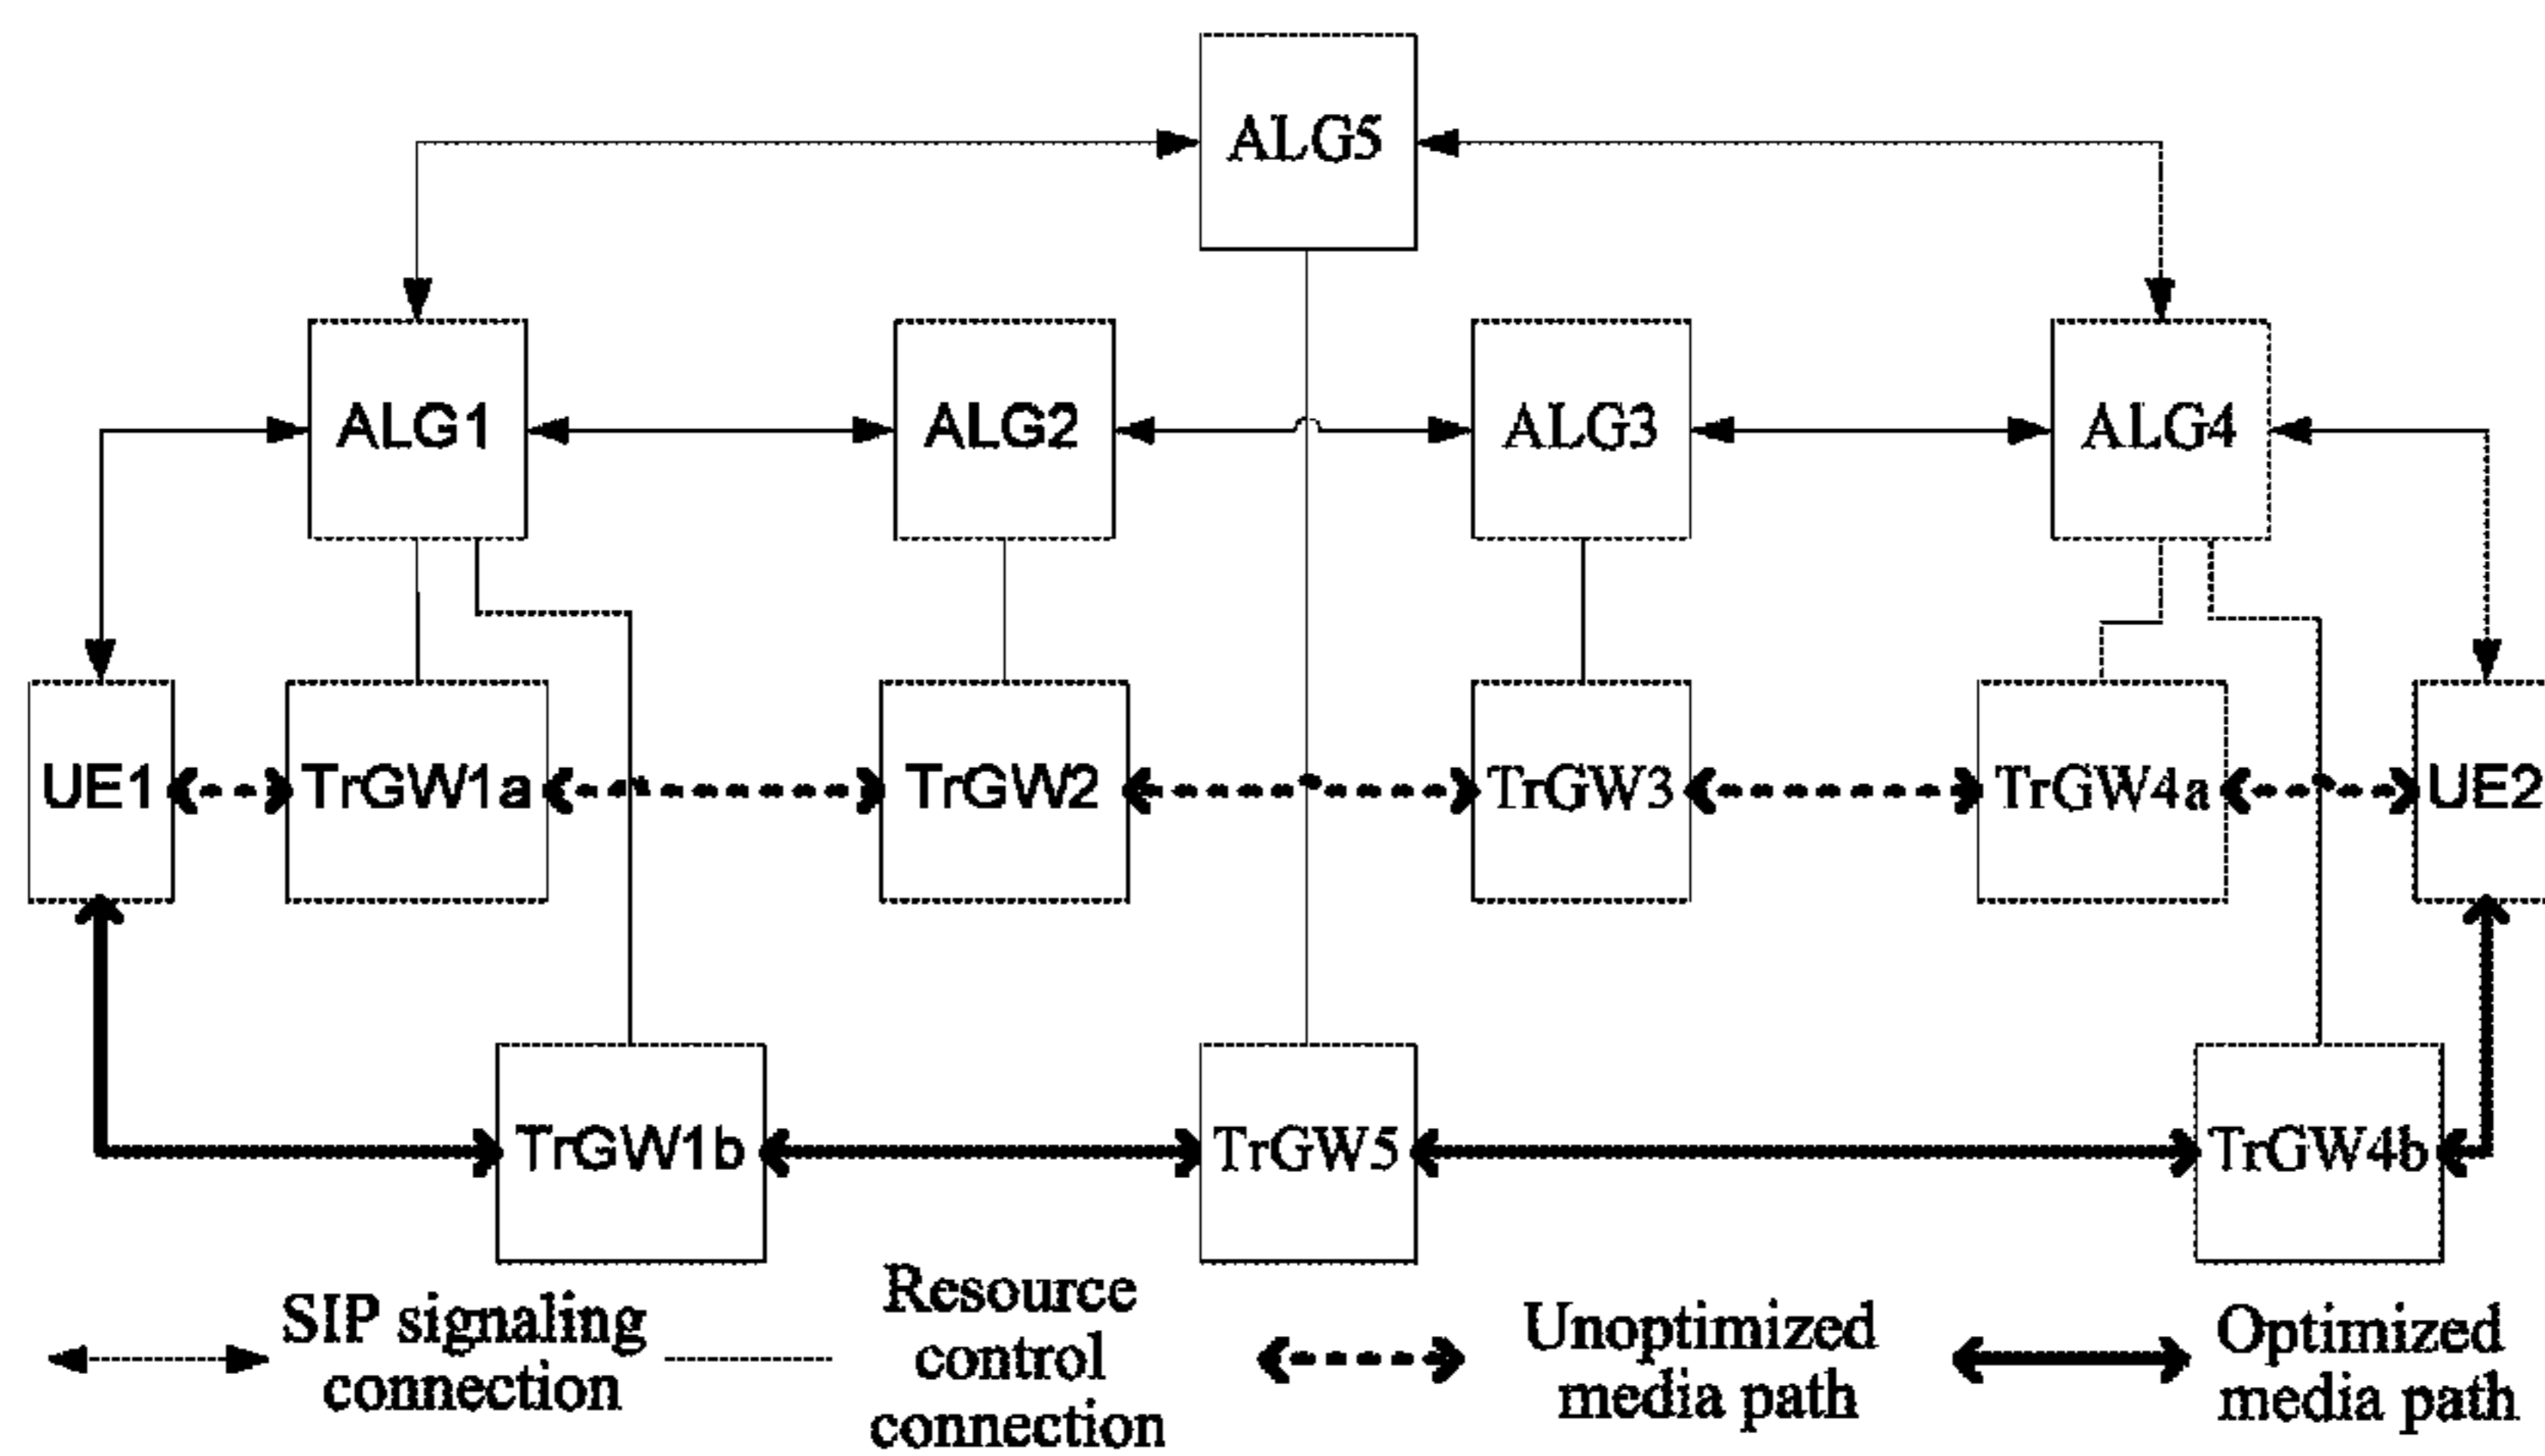 ALG5
ALG1
ALG2
ALG3
ALG4
UE1
TrGW1a
TrGW2
TrGW3
TrGW4a
UE2
TrGW1b
TrGW5
TrGW4b
SIP signaling
connection
Resource
control
connection
Unoptimized
media path
Optimized
media path